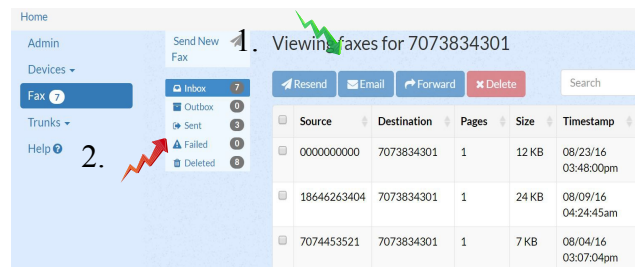 Home
Admin
Devices
Fax 7
Trunks
Help ?
2.
Send New
Fax
1.
Inbox 7
Outbox 0
Sent 3
Failed 0
Deleted 8
Viewing faxes for 7073834301
Resend Email Forward Delete
Search
Source Destination Pages Size Timestamp
0000000000 7073834301 1 12 KB 08/23/16
03:48:00pm
18646263404 7073834301 1 24 KB 08/09/16
04:24:45am
7074453521 7073834301 1 7 KB 08/04/16
03:07:04pm